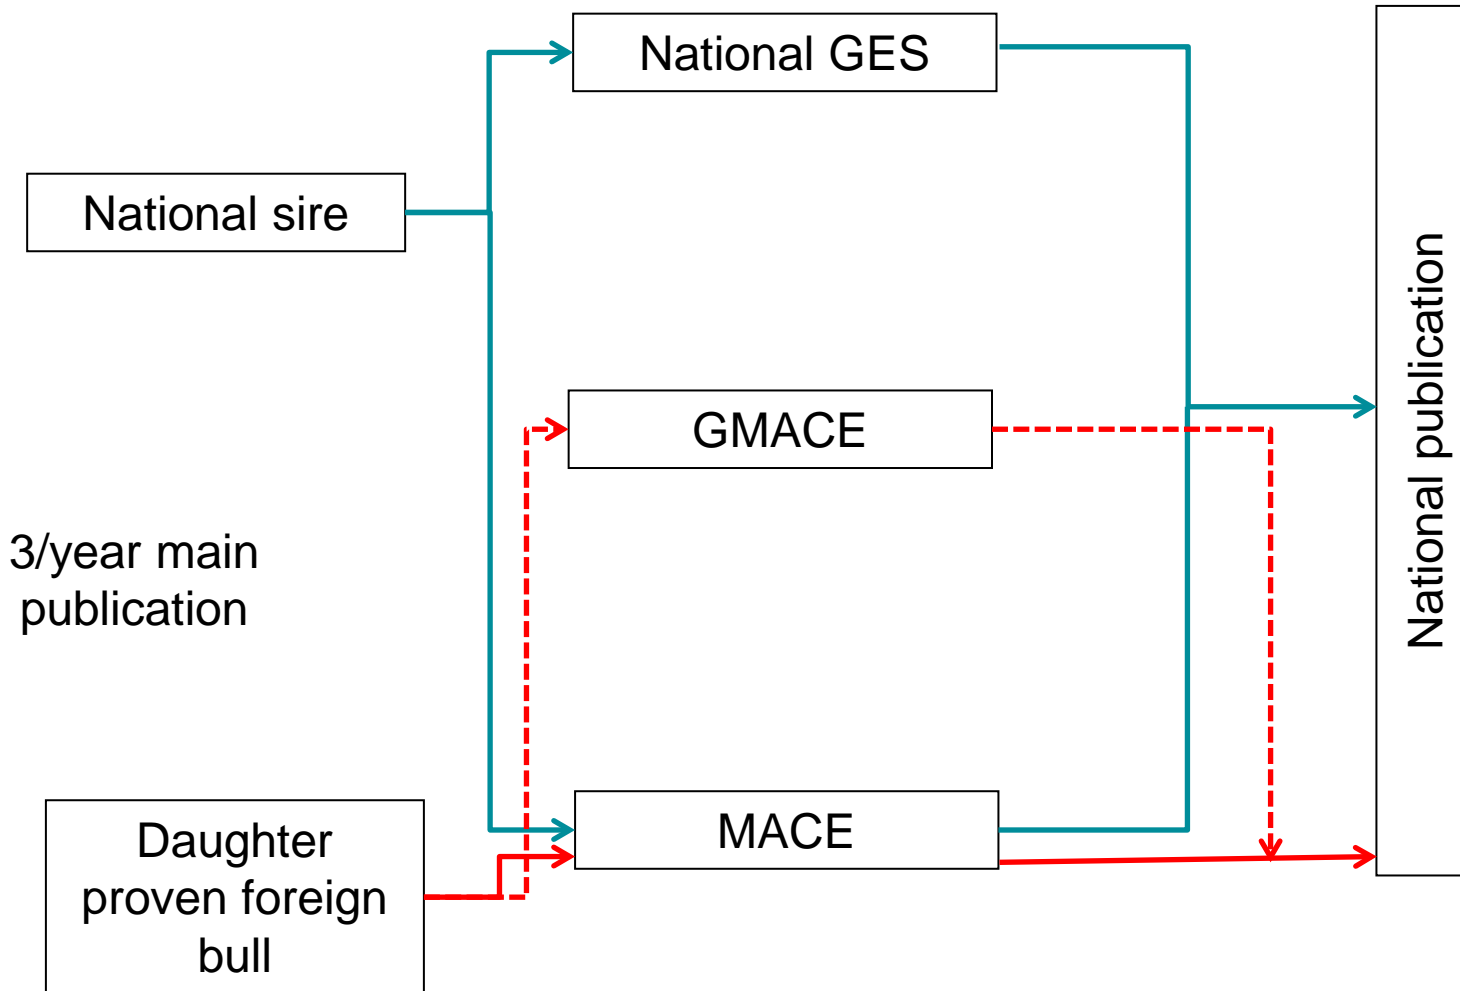 National GES
National sire
National publication
GMACE
3/year main
publication
MACE
Daughter
proven foreign
bull